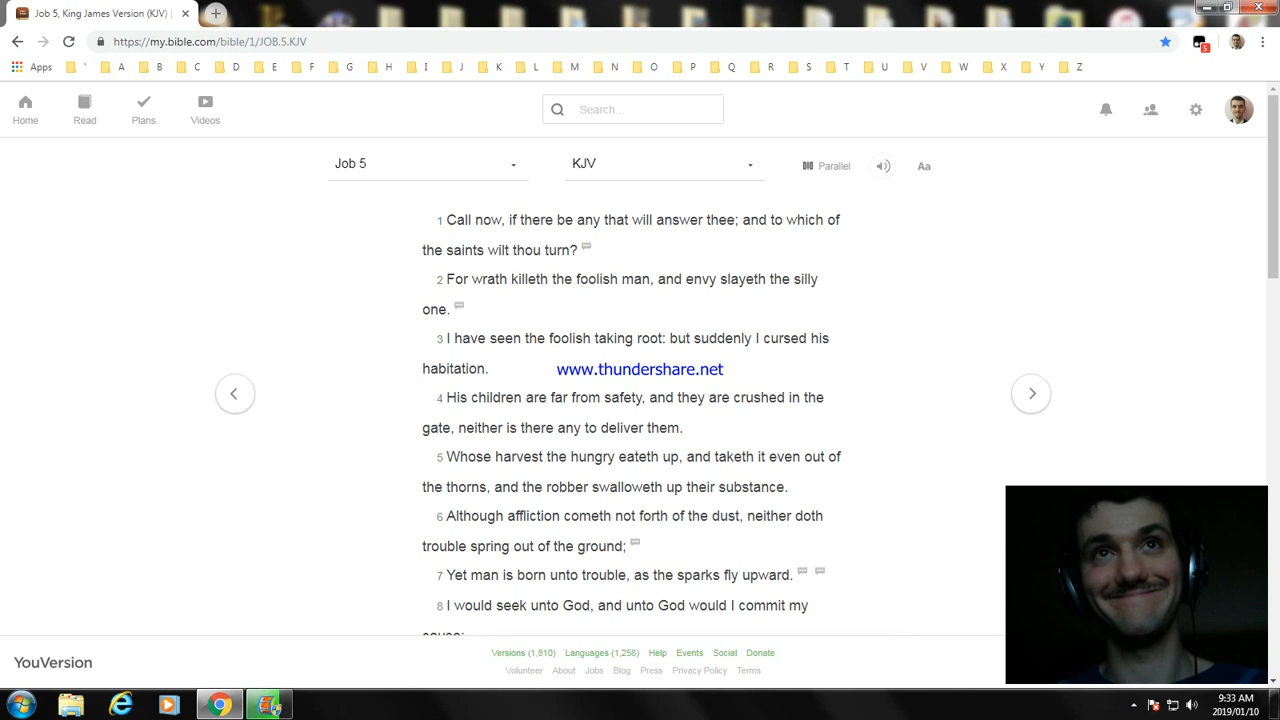 Job 5, King James Version (KJV) |
https://my.bible.com/bible/1/JOB.5.KJV
5
Apps ' A B C D E F G H I J K L M N O P Q R S T U V W X Y Z
Home Read Plans Videos
Search...
Job 5 KJV Parallel Aa
1 Call now, if there be any that will answer thee; and to which of
the saints wilt thou turn?
2 For wrath killeth the foolish man, and envy slayeth the silly
one.
3 I have seen the foolish taking root: but suddenly I cursed his
habitation.
www.thundershare.net
4 His children are far from safety, and they are crushed in the
gate, neither is there any to deliver them.
5 Whose harvest the hungry eateth up, and taketh it even out of
the thorns, and the robber swalloweth up their substance.
6 Although affliction cometh not forth of the dust, neither doth
trouble spring out of the ground;
7 Yet man is born unto trouble, as the sparks fly upward.
8 I would seek unto God, and unto God would I commit my
cause:
YouVersion
Versions (1,810) Languages (1,258) Help Events Social Donate
Volunteer About Jobs Blog Press Privacy Policy Terms
9:33 AM
2019/01/10